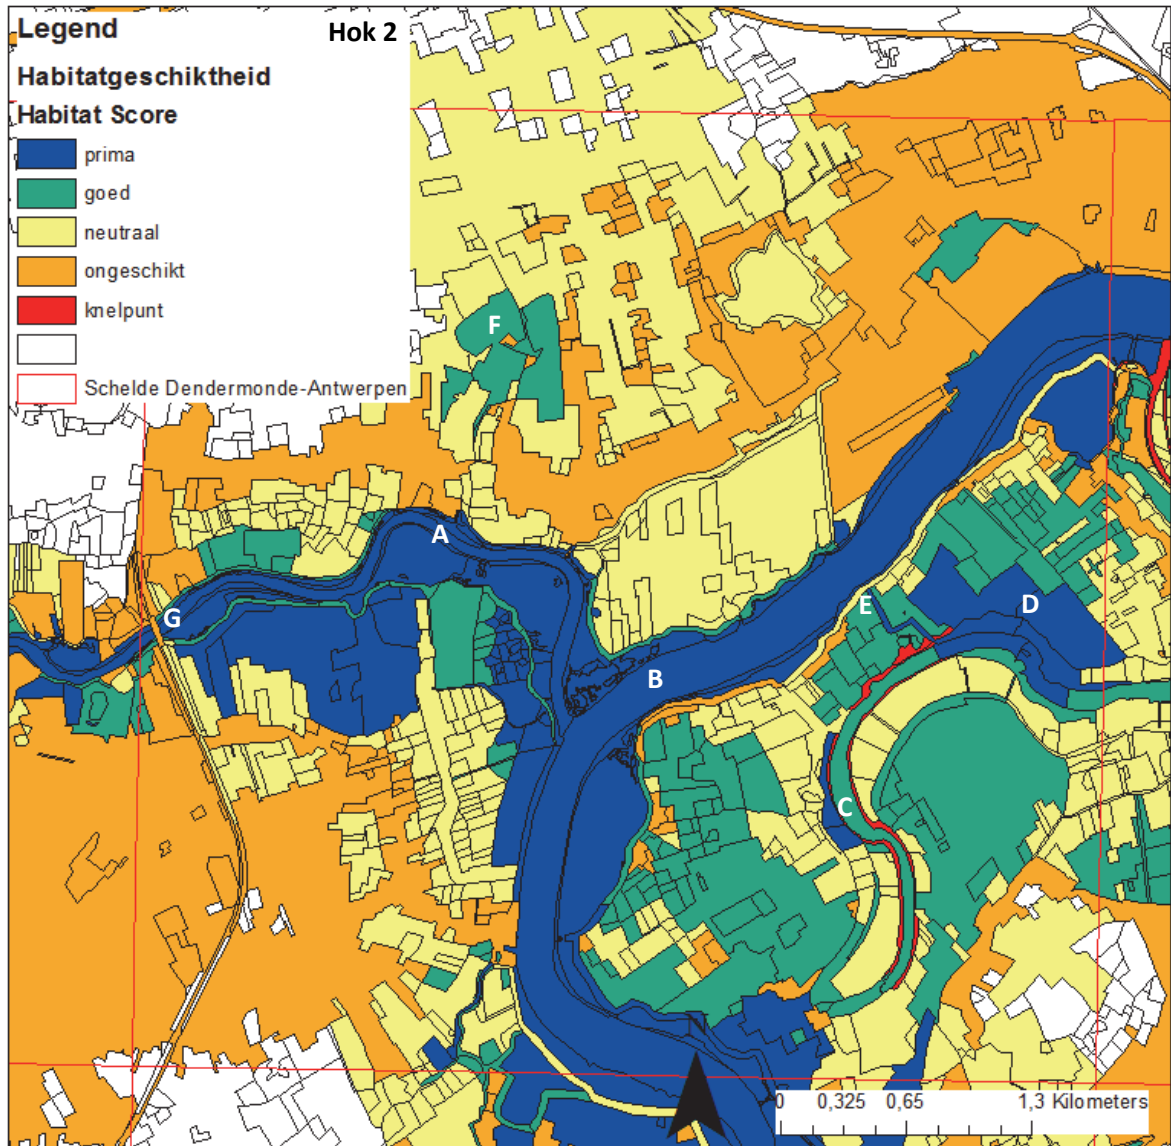 Legend
Hok 2
Habitatgeschiktheid
Habitat Score
prima
goed
neutraal
ongeschikt
knelpunt
Schelde Dendermonde-Antwerpen
F
A
G
E
D
B
C
N
0 0,325 0,65 1,3 Kilometers